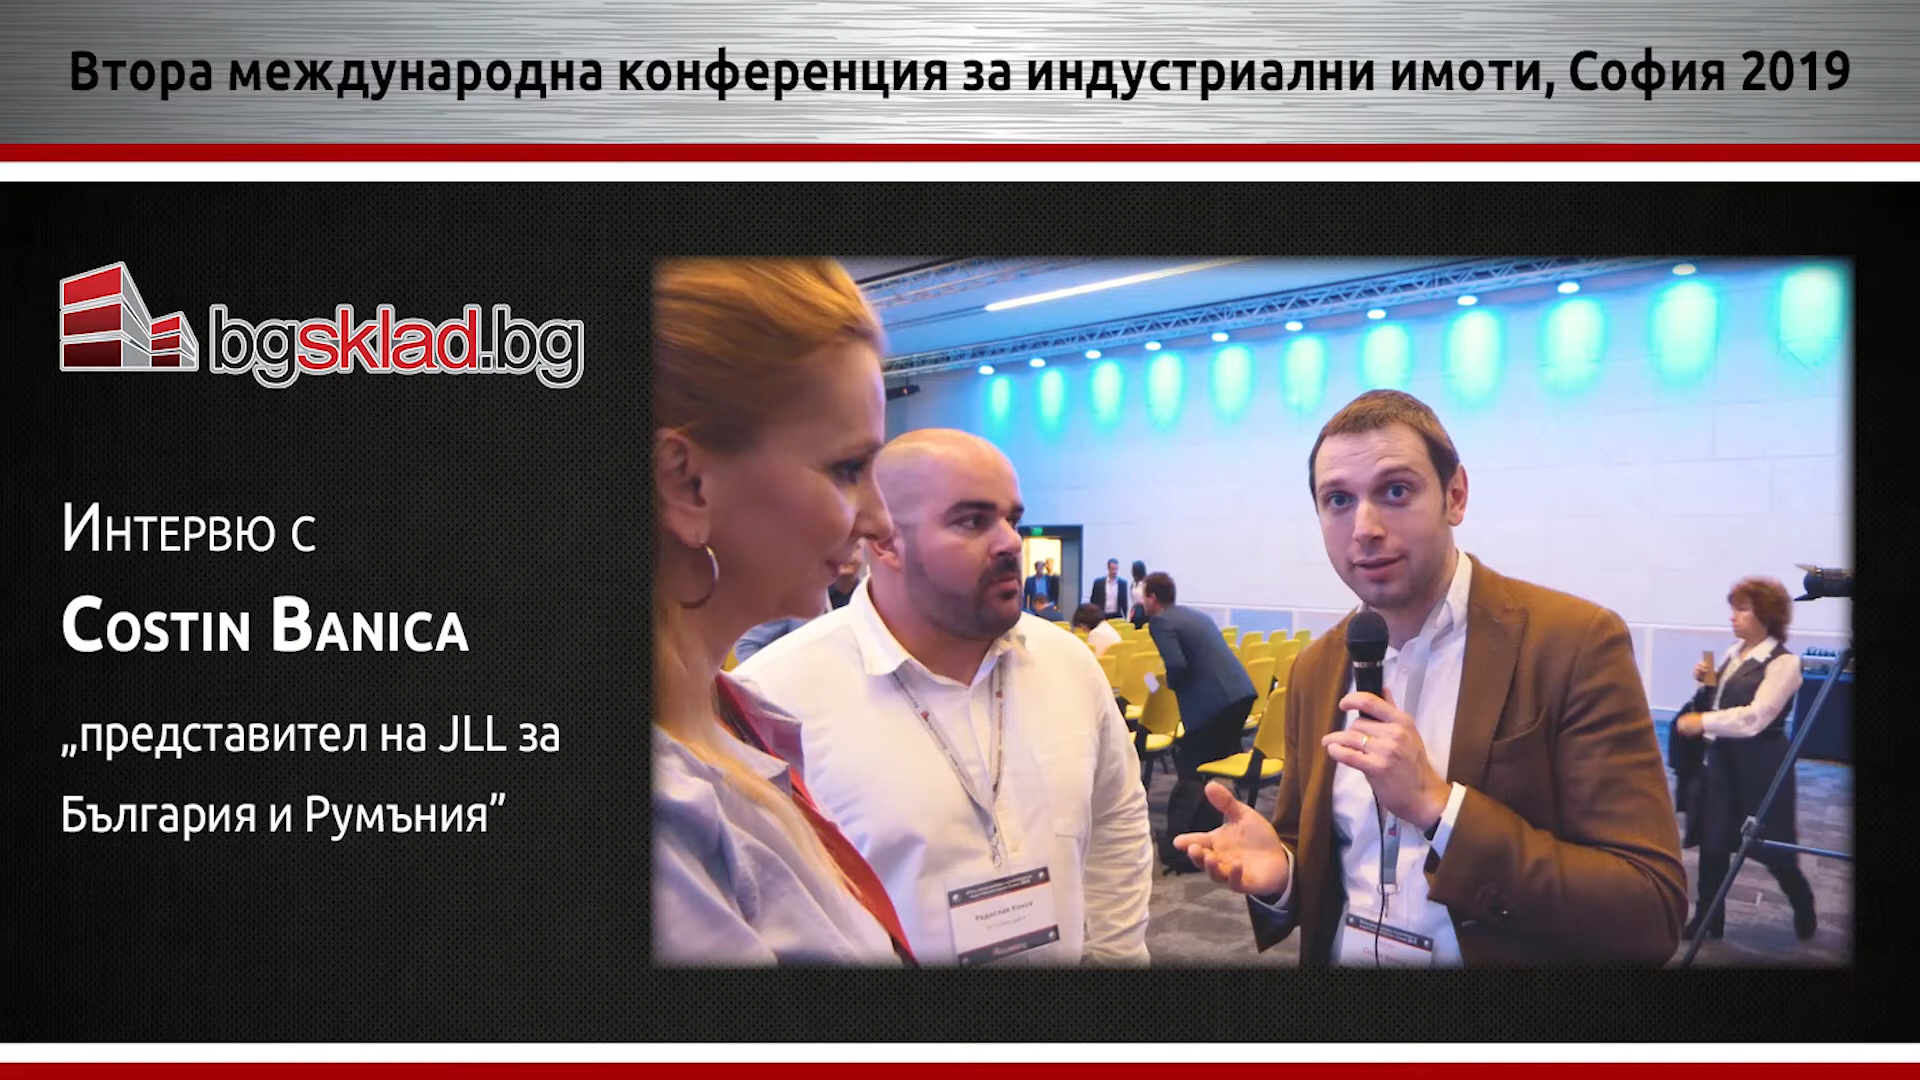 Втора международна конференция за индустриални имоти, София 2019
bgsklad.bg
Интервю с
Costin Banica
„представител на JLL за
България и Румъния”
Радислав